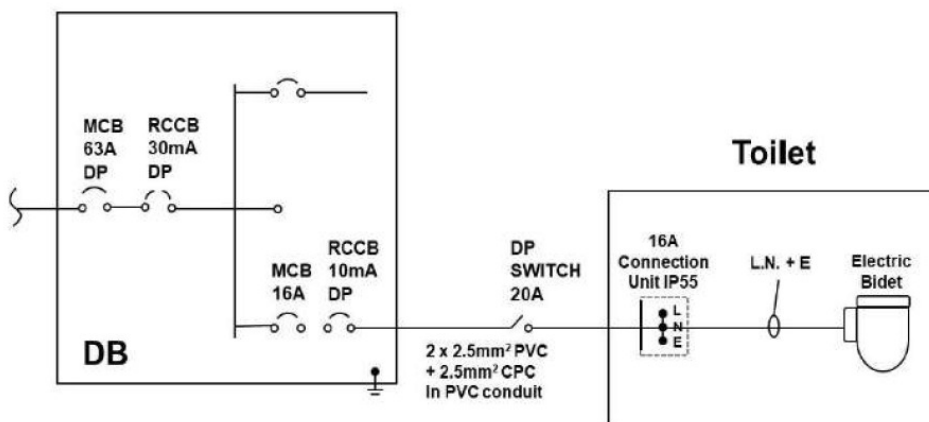 MCB
63A
DP
RCCB
30mA
DP
MCB
16A
RCCB
10mA
DP
DB
DP
SWITCH
20A
2 x 2.5mm² PVC
+ 2.5mm² CPC
In PVC conduit
Toilet
16A
Connection
Unit IP55
L
N
E
L.N. + E
Electric
Bidet